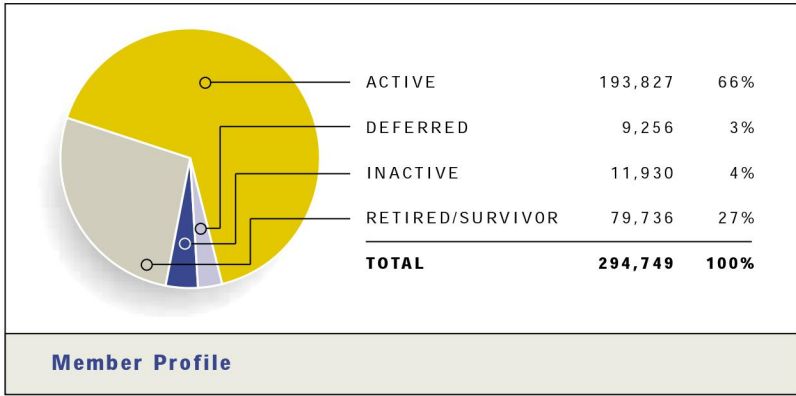 ACTIVE 193,827 66%
DEFERRED 9,256 3%
INACTIVE 11,930 4%
RETIRED/SURVIVOR 79,736 27%
TOTAL 294,749 100%
Member Profile